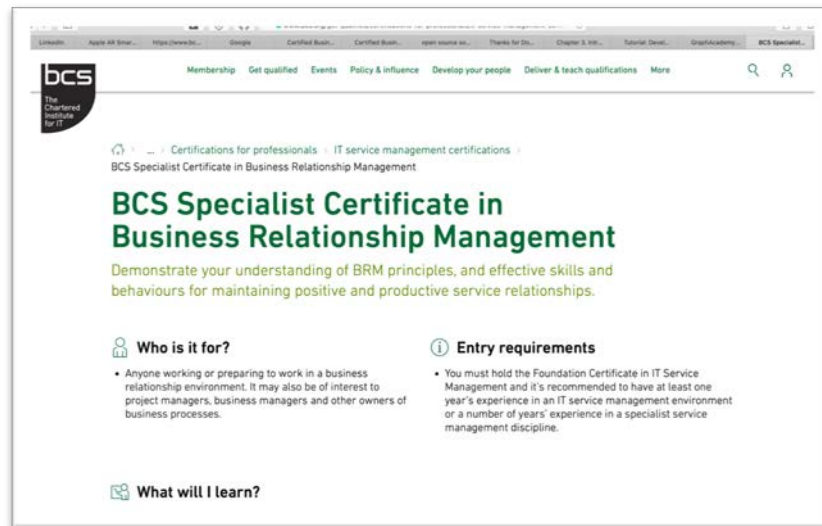 LinkedIn
Apple AR Smar...
https://www.bc...
Google
Certified Busin...
Certified Busin...
open source so...
Thanks for Do...
Chapter 3. Intr...
Tutorial: Devel...
GraphAcademy...
BCS Specialist...
bcs
The
Chartered
Institute
for IT
Membership Get qualified Events Policy & influence Develop your people Deliver & teach qualifications More
... Certifications for professionals IT service management certifications
BCS Specialist Certificate in Business Relationship Management
BCS Specialist Certificate in
Business Relationship Management
Demonstrate your understanding of BRM principles, and effective skills and
behaviours for maintaining positive and productive service relationships.
Who is it for?
• Anyone working or preparing to work in a business
relationship environment. It may also be of interest to
project managers, business managers and other owners of
business processes.
Entry requirements
• You must hold the Foundation Certificate in IT Service
Management and it's recommended to have at least one
year's experience in an IT service management environment
or a number of years' experience in a specialist service
management discipline.
What will I learn?